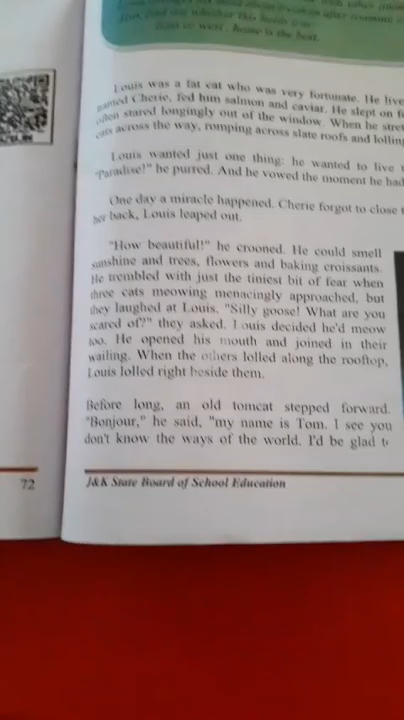 from or west, home is the best.
Louis was a fat cat who was very fortunate. He live
named Cherie, fed him salmon and caviar. He slept on f
often stared longingly out of the window. When he stre
cats across the way, romping across slate roofs and lolling
Louis wanted just one thing: he wanted to live
"Paradise!" he purred. And he vowed the moment he had
One day a miracle happened. Cherie forgot to close t
her back, Louis leaped out.
"How beautiful!" he crooned. He could smell
sunshine and trees, flowers and baking croissants.
He trembled with just the tiniest bit of fear when
three cats meowing menacingly approached, but
they laughed at Louis. "Silly goose! What are you
scared of?" they asked. Louis decided he'd meow
too. He opened his mouth and joined in their
wailing. When the others lolled along the rooftop,
Louis lolled right beside them.
Before long, an old tomcat stepped forward.
"Bonjour," he said, "my name is Tom. I see you
don't know the ways of the world. I'd be glad t
72
J&K State Board of School Education